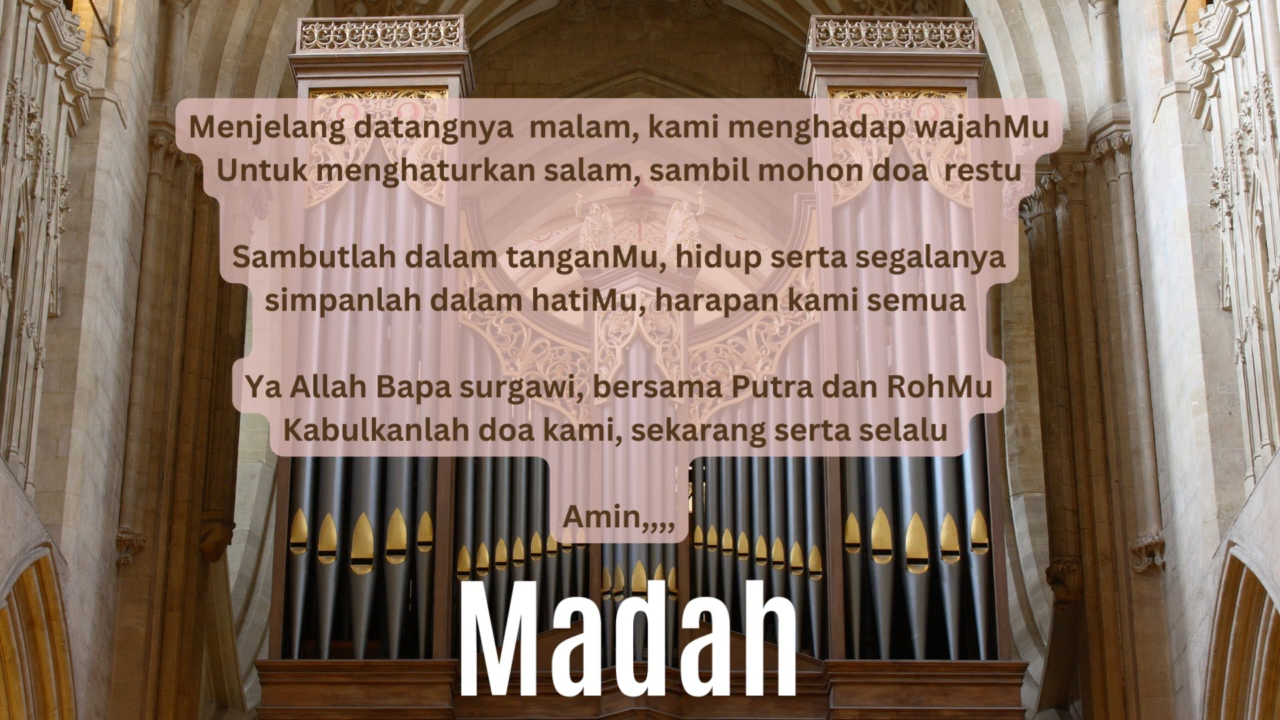 Menjelang datangnya  malam, kami menghadap wajahMu
Untuk menghaturkan salam, sambil mohon doa  restu
Sambutlah dalam tanganMu, hidup serta segalanya
simpanlah dalam hatiMu, harapan kami semua
Ya Allah Bapa surgawi, bersama Putra dan RohMu
Kabulkanlah doa kami, sekarang serta selalu
Amin,,,,
Madah